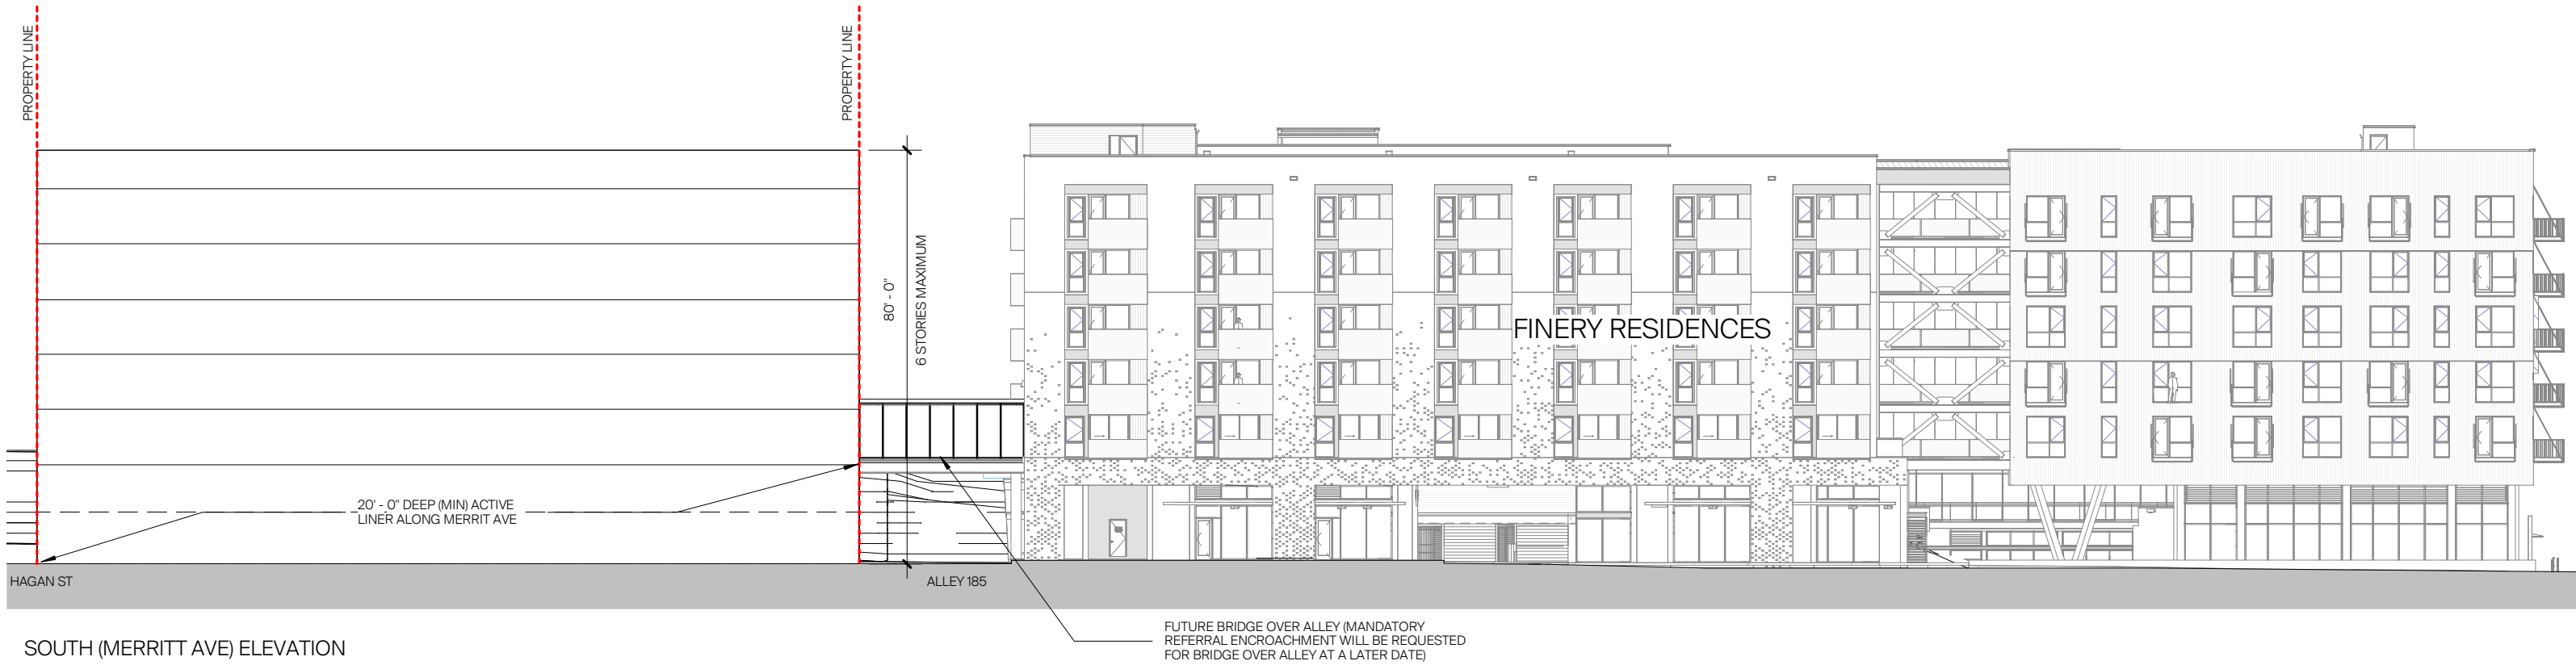 PROPERTY LINE
PROPERTY LINE
80' - 0"
6 STORIES MAXIMUM
FINERY RESIDENCES
20' - 0" DEEP (MIN) ACTIVE
LINER ALONG MERRIT AVE
HAGAN ST
ALLEY 185
FUTURE BRIDGE OVER ALLEY (MANDATORY
REFERRAL ENCROACHMENT WILL BE REQUESTED
FOR BRIDGE OVER ALLEY AT A LATER DATE)
SOUTH (MERRITT AVE) ELEVATION